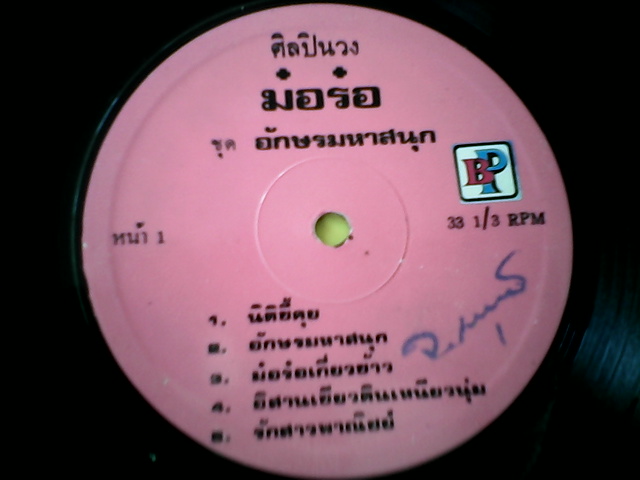 ศิลปินวง
ม๋อร๋อ
ชุด อักษรมหาสนุก
BP
หน้า 1
33 1/3 RPM
๑. นิติขี้คุย
๒. อักษรมหาสนุก
๓. ม๋อร๋อเกี่ยวข้าว
๔. อิสานเขียวดินเหนียวนุ่ม
๕. รักสาวพาณิชย์
1